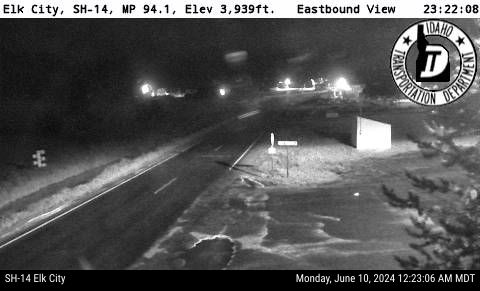 Elk City, SH-14, MP 94.1, Elev 3,939ft. Eastbound View 23:22:08
IDAHO
TRANSPORTATION DEPARTMENT
SH-14 Elk City Monday, June 10, 2024 12:23:06 AM MDT